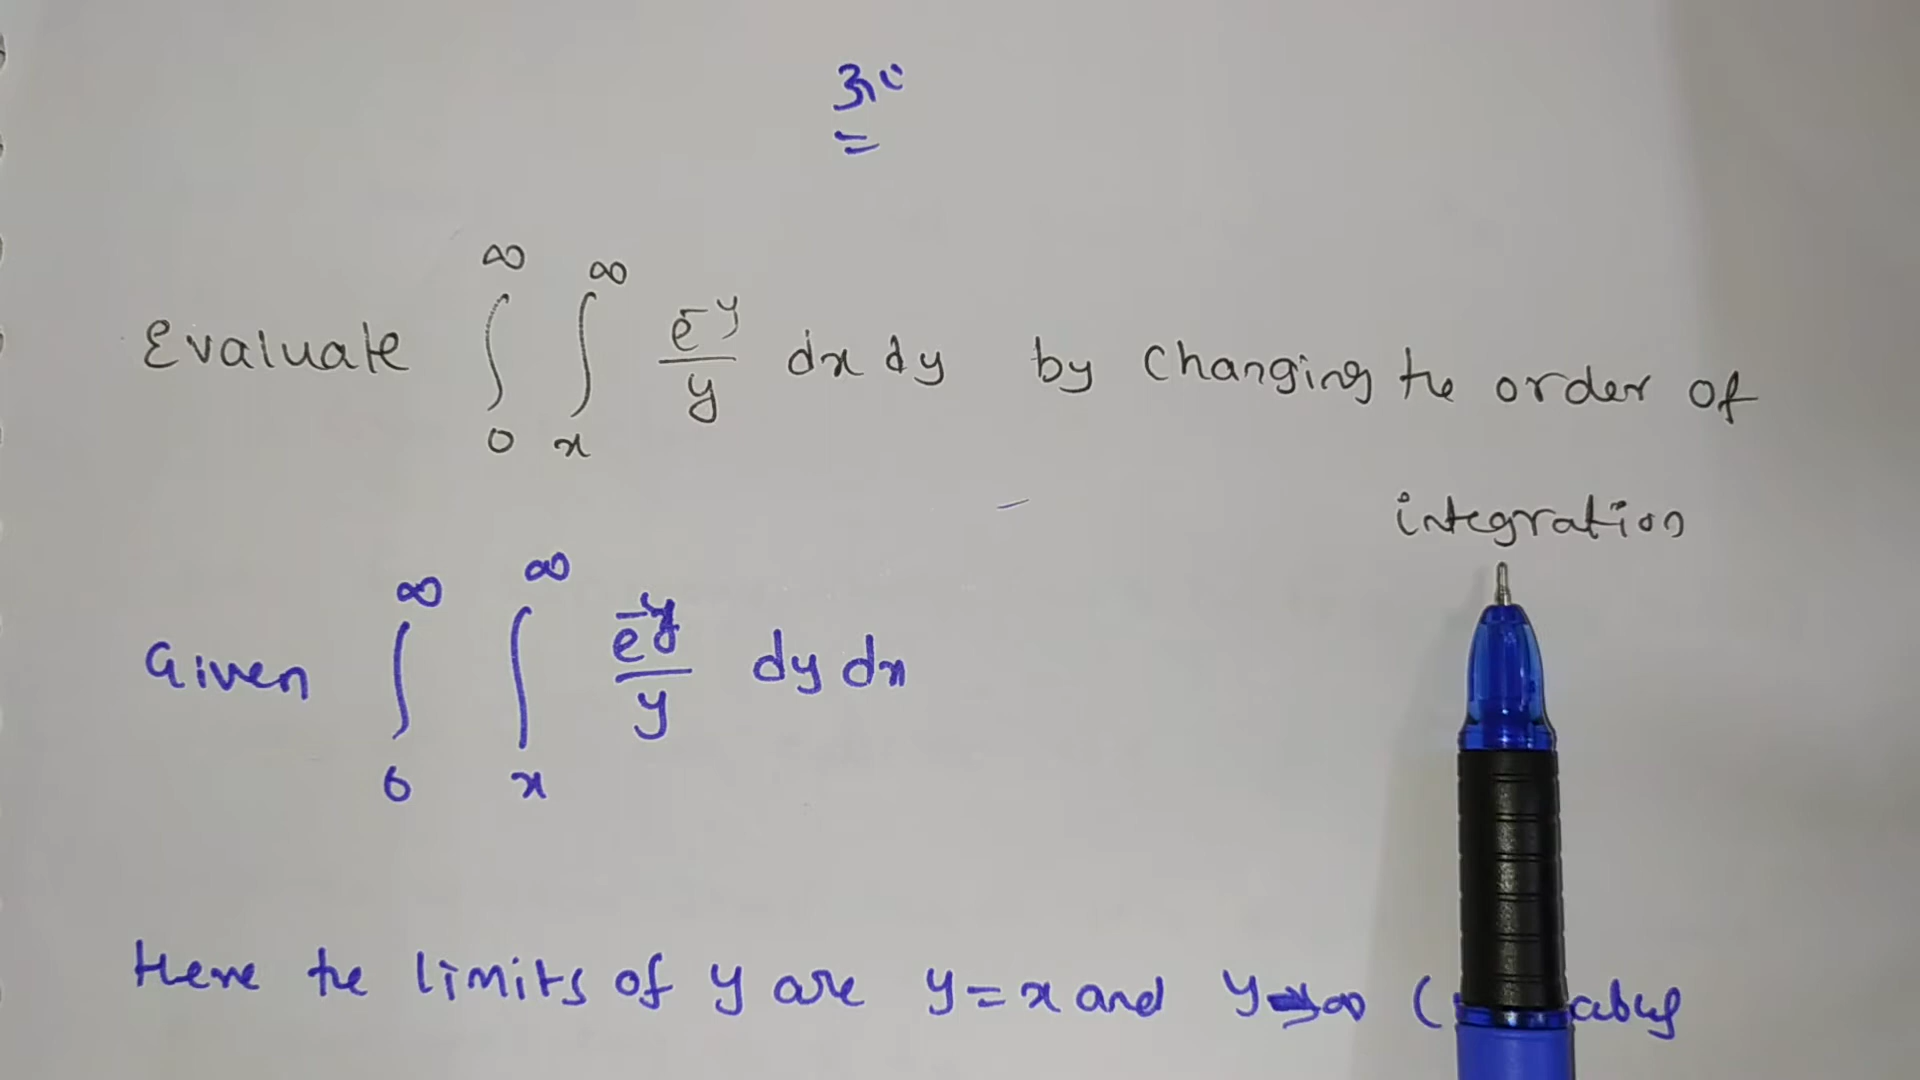 Evaluate ∫₀^∞ ∫ₓ^∞ e^-y/y dx dy by changing the order of
integration
Given ∫₀^∞ ∫ₓ^∞ e^-y/y dy dx
Here the limits of y are y=x and y→∞ (